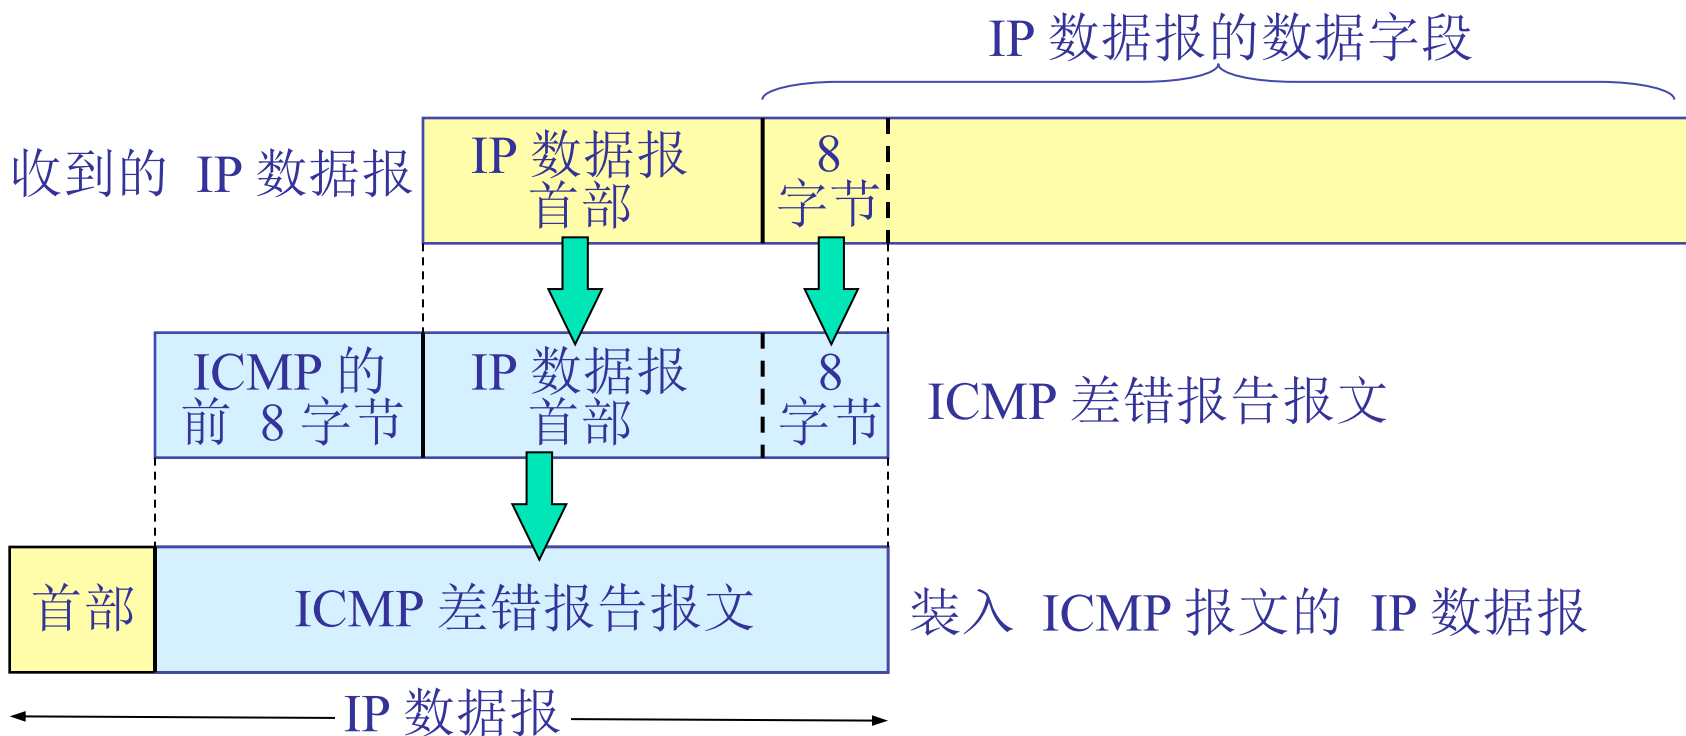 IP 数据报的数据字段
收到的 IP 数据报
IP 数据报
首部
8
字节
ICMP 的
前 8 字节
IP 数据报
首部
8
字节
ICMP 差错报告报文
首部
ICMP 差错报告报文
装入 ICMP 报文的 IP 数据报
IP 数据报